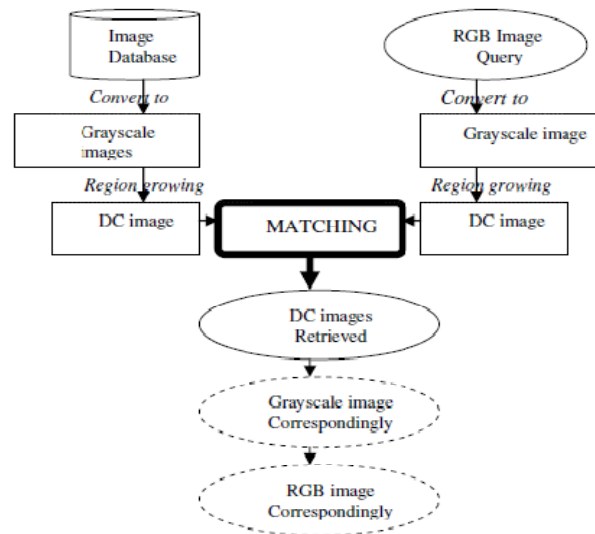 Image
Database
RGB Image
Query
Convert to
Convert to
Grayscale
images
Grayscale image
Region growing
Region growing
DC image
MATCHING
DC image
DC images
Retrieved
Grayscale image
Correspondingly
RGB image
Correspondingly